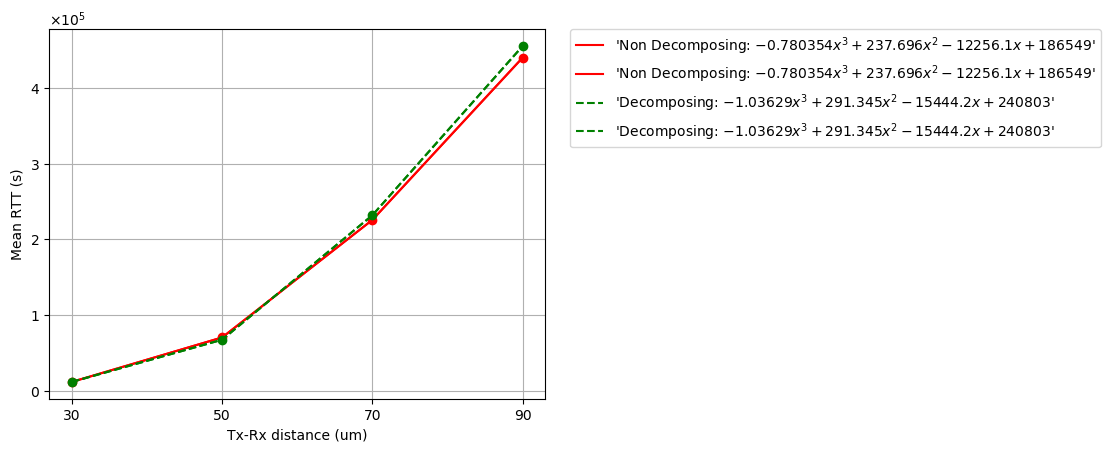 ×10⁵
4
3
2
1
0
30 50 70 90
Tx-Rx distance (um)
Mean RTT (s)
'Non Decomposing: −0.780354x³ + 237.696x² − 12256.1x + 186549'
'Non Decomposing: −0.780354x³ + 237.696x² − 12256.1x + 186549'
'Decomposing: −1.03629x³ + 291.345x² − 15444.2x + 240803'
'Decomposing: −1.03629x³ + 291.345x² − 15444.2x + 240803'